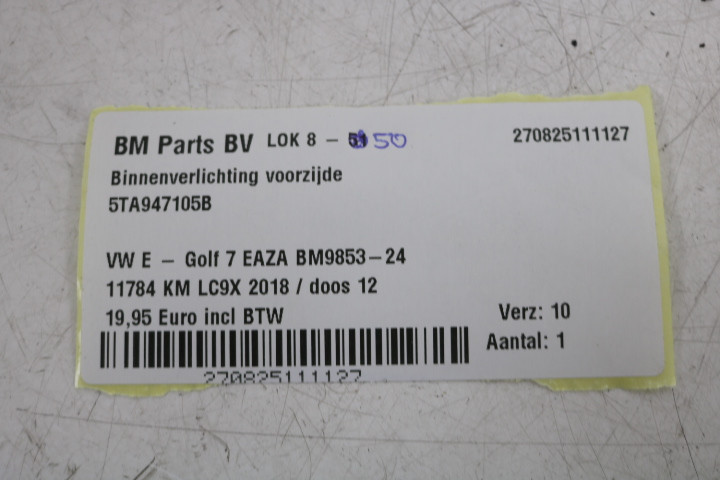 BM Parts BV LOK 8 - 50
270825111127
Binnenverlichting voorzijde
5TA947105B
VW E - Golf 7 EAZA BM9853-24
11784 KM LC9X 2018 / doos 12
19,95 Euro incl BTW
Verz: 10
Aantal: 1
270825111127